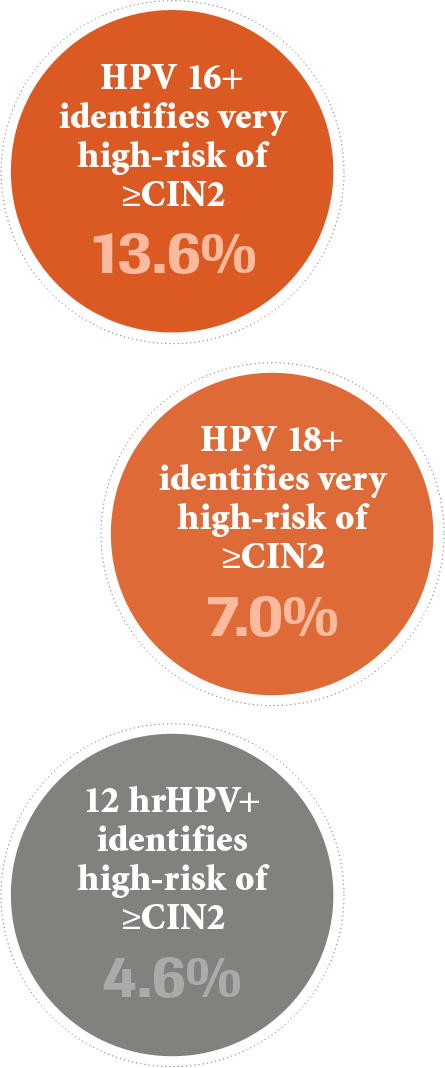 HPV 16+
identifies very
high-risk of
≥CIN2
13.6%
HPV 18+
identifies very
high-risk of
≥CIN2
7.0%
12 hrHPV+
identifies
high-risk of
≥CIN2
4.6%